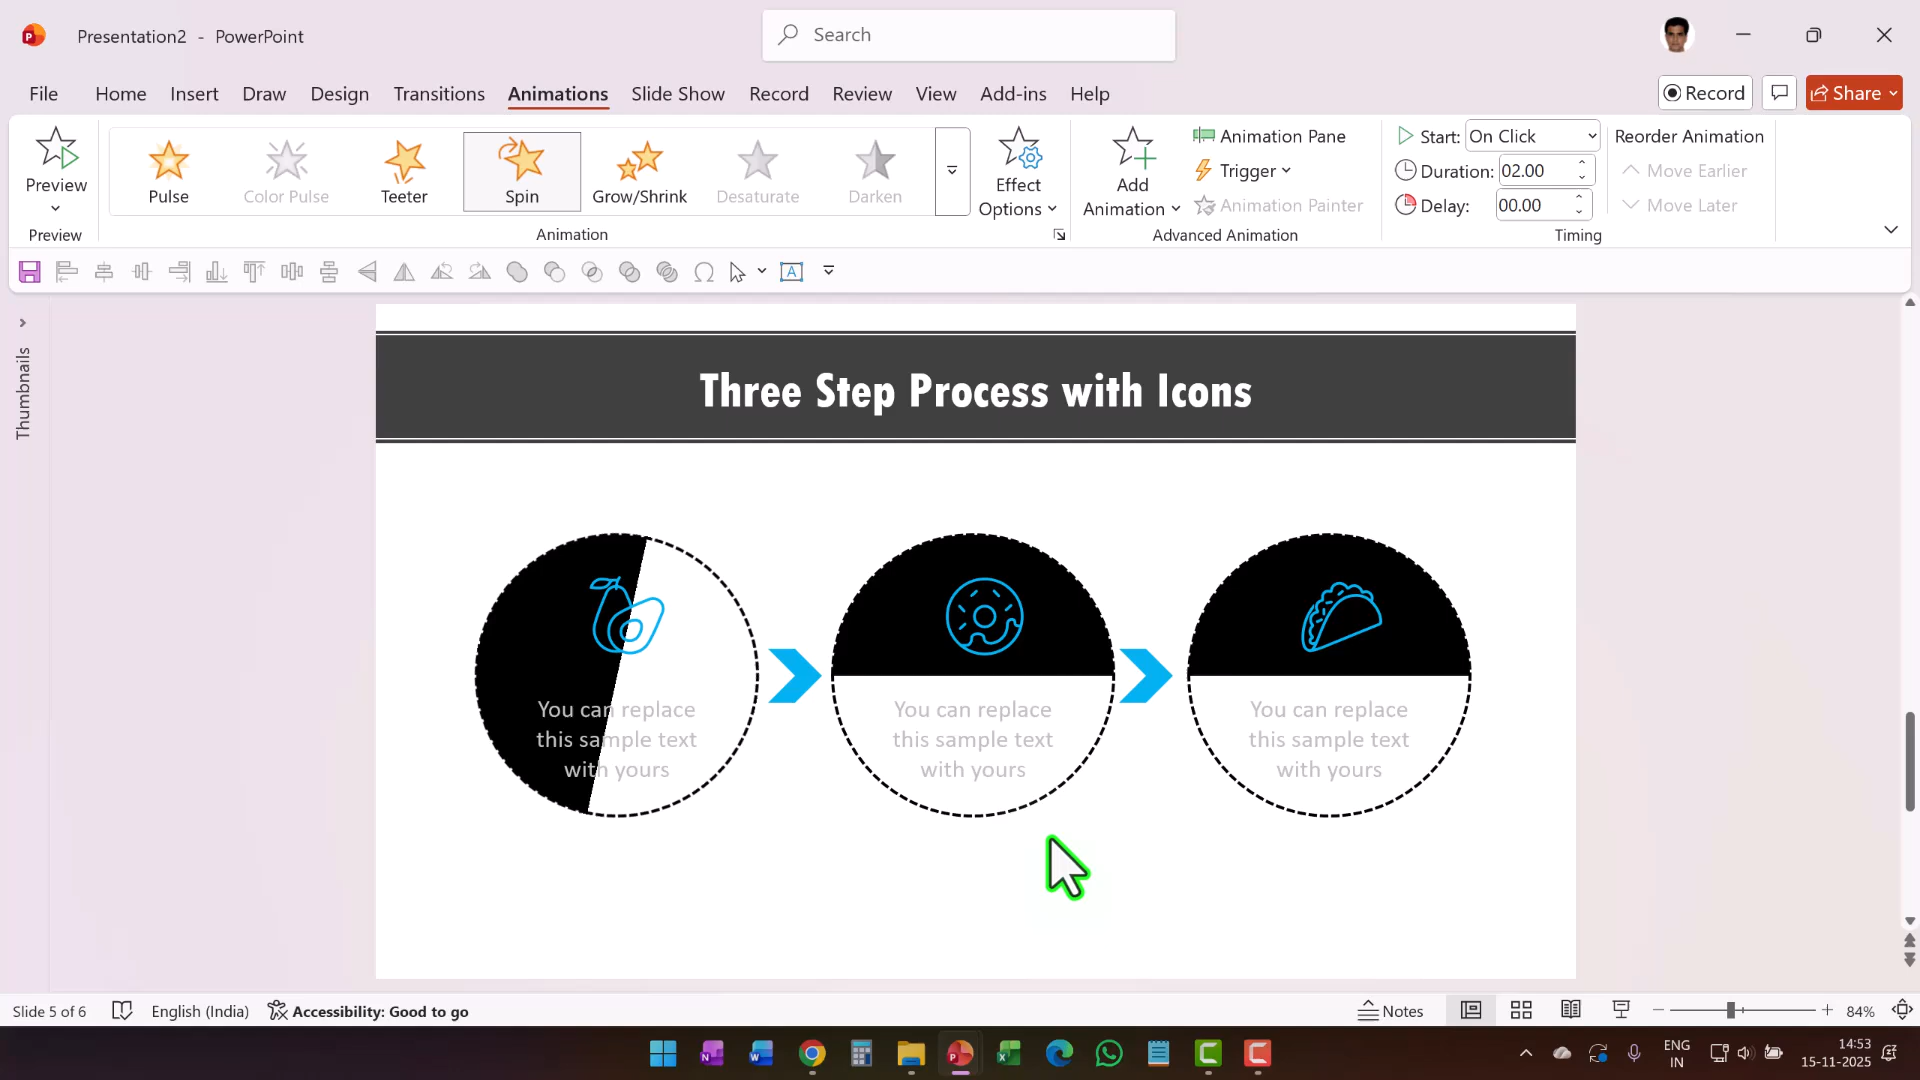 Presentation2 - PowerPoint
Search
File Home Insert Draw Design Transitions Animations Slide Show Record Review View Add-ins Help
Record
Share
Preview
Preview
Pulse
Color Pulse
Teeter
Spin
Grow/Shrink
Desaturate
Darken
Animation
Effect
Options
Add
Animation
Animation Pane
Trigger
Animation Painter
Advanced Animation
Start: On Click
Duration: 02.00
Delay: 00.00
Timing
Reorder Animation
Move Earlier
Move Later
A
Thumbnails
Three Step Process with Icons
You can replace
this sample text
with yours
You can replace
this sample text
with yours
You can replace
this sample text
with yours
Slide 5 of 6
English (India)
Accessibility: Good to go
Notes
84%
ENG
IN
14:53
15-11-2025